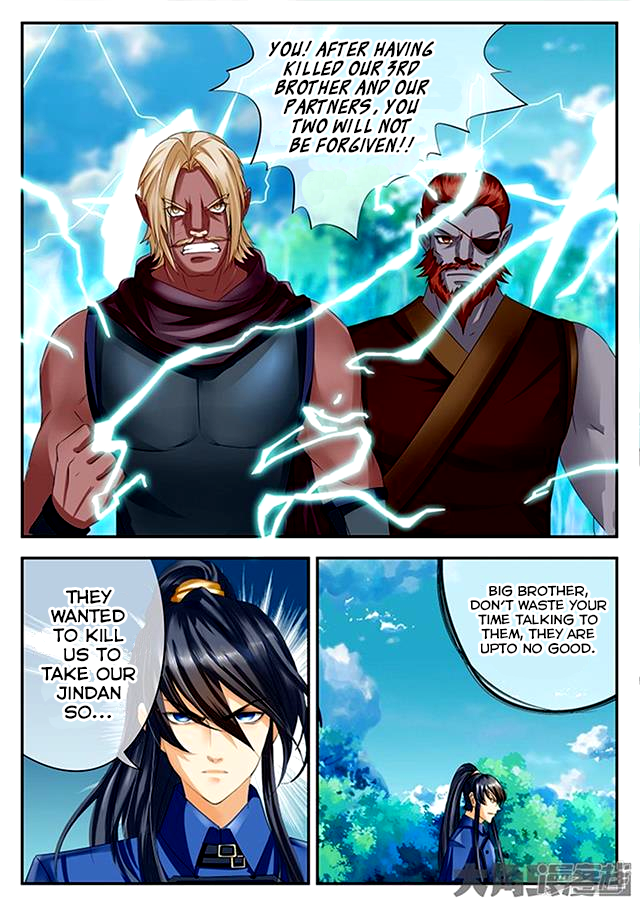 YOU! AFTER HAVING
KILLED OUR 3RD
BROTHER AND OUR
PARTNERS, YOU
TWO WILL NOT
BE FORGIVEN!!
THEY
WANTED
TO KILL
US TO
TAKE OUR
JINDAN
SO...
BIG BROTHER,
DON'T WASTE YOUR
TIME TALKING TO
THEM, THEY ARE
UPTO NO GOOD.